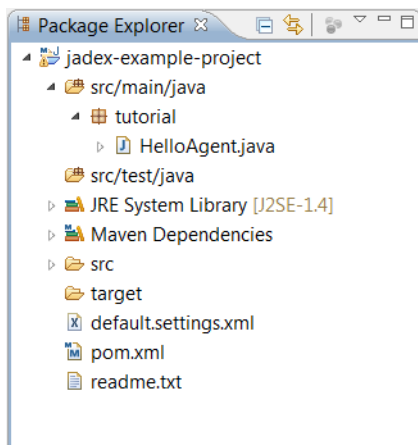 Package Explorer
jadex-example-project
src/main/java
tutorial
HelloAgent.java
src/test/java
JRE System Library [J2SE-1.4]
Maven Dependencies
src
target
default.settings.xml
pom.xml
readme.txt